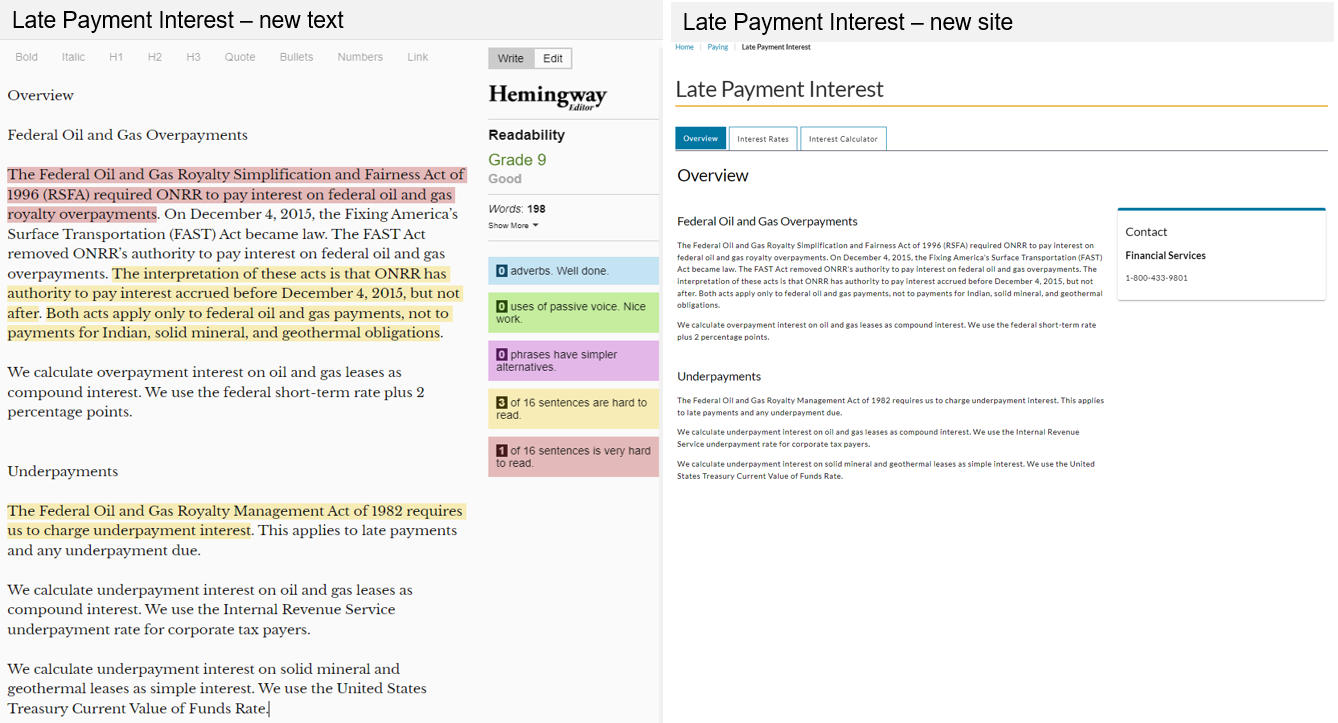 Late Payment Interest – new text
Bold Italic H1 H2 H3 Quote Bullets Numbers Link
Overview
Federal Oil and Gas Overpayments
The Federal Oil and Gas Royalty Simplification and Fairness Act of
1996 (RSFA) required ONRR to pay interest on federal oil and gas
royalty overpayments. On December 4, 2015, the Fixing America's
Surface Transportation (FAST) Act became law. The FAST Act
removed ONRR's authority to pay interest on federal oil and gas
overpayments. The interpretation of these acts is that ONRR has
authority to pay interest accrued before December 4, 2015, but not
after. Both acts apply only to federal oil and gas payments, not to
payments for Indian, solid mineral, and geothermal obligations.
We calculate overpayment interest on oil and gas leases as
compound interest. We use the federal short-term rate plus 2
percentage points.
Underpayments
The Federal Oil and Gas Royalty Management Act of 1982 requires
us to charge underpayment interest. This applies to late payments
and any underpayment due.
We calculate underpayment interest on oil and gas leases as
compound interest. We use the Internal Revenue Service
underpayment rate for corporate tax payers.
We calculate underpayment interest on solid mineral and
geothermal leases as simple interest. We use the United States
Treasury Current Value of Funds Rate.
Write Edit
Hemingway
Editor
Readability
Grade 9
Good
Words: 198
Show More
0 adverbs. Well done.
0 uses of passive voice. Nice
work.
0 phrases have simpler
alternatives.
3 of 16 sentences are hard to
read.
1 of 16 sentences is very hard
to read.
Late Payment Interest – new site
Home | Paying | Late Payment Interest
Late Payment Interest
Overview Interest Rates Interest Calculator
Overview
Federal Oil and Gas Overpayments
The Federal Oil and Gas Royalty Simplification and Fairness Act of 1996 (RSFA) required ONRR to pay interest on
federal oil and gas royalty overpayments. On December 4, 2015, the Fixing America's Surface Transportation (FAST)
Act became law. The FAST Act removed ONRR's authority to pay interest on federal oil and gas overpayments. The
interpretation of these acts is that ONRR has authority to pay interest accrued before December 4, 2015, but not
after. Both acts apply only to federal oil and gas payments, not to payments for Indian, solid mineral, and geothermal
obligations.
We calculate overpayment interest on oil and gas leases as compound interest. We use the federal short-term rate
plus 2 percentage points.
Underpayments
The Federal Oil and Gas Royalty Management Act of 1982 requires us to charge underpayment interest. This applies
to late payments and any underpayment due.
We calculate underpayment interest on oil and gas leases as compound interest. We use the Internal Revenue
Service underpayment rate for corporate tax payers.
We calculate underpayment interest on solid mineral and geothermal leases as simple interest. We use the United
States Treasury Current Value of Funds Rate.
Contact
Financial Services
1-800-433-9801